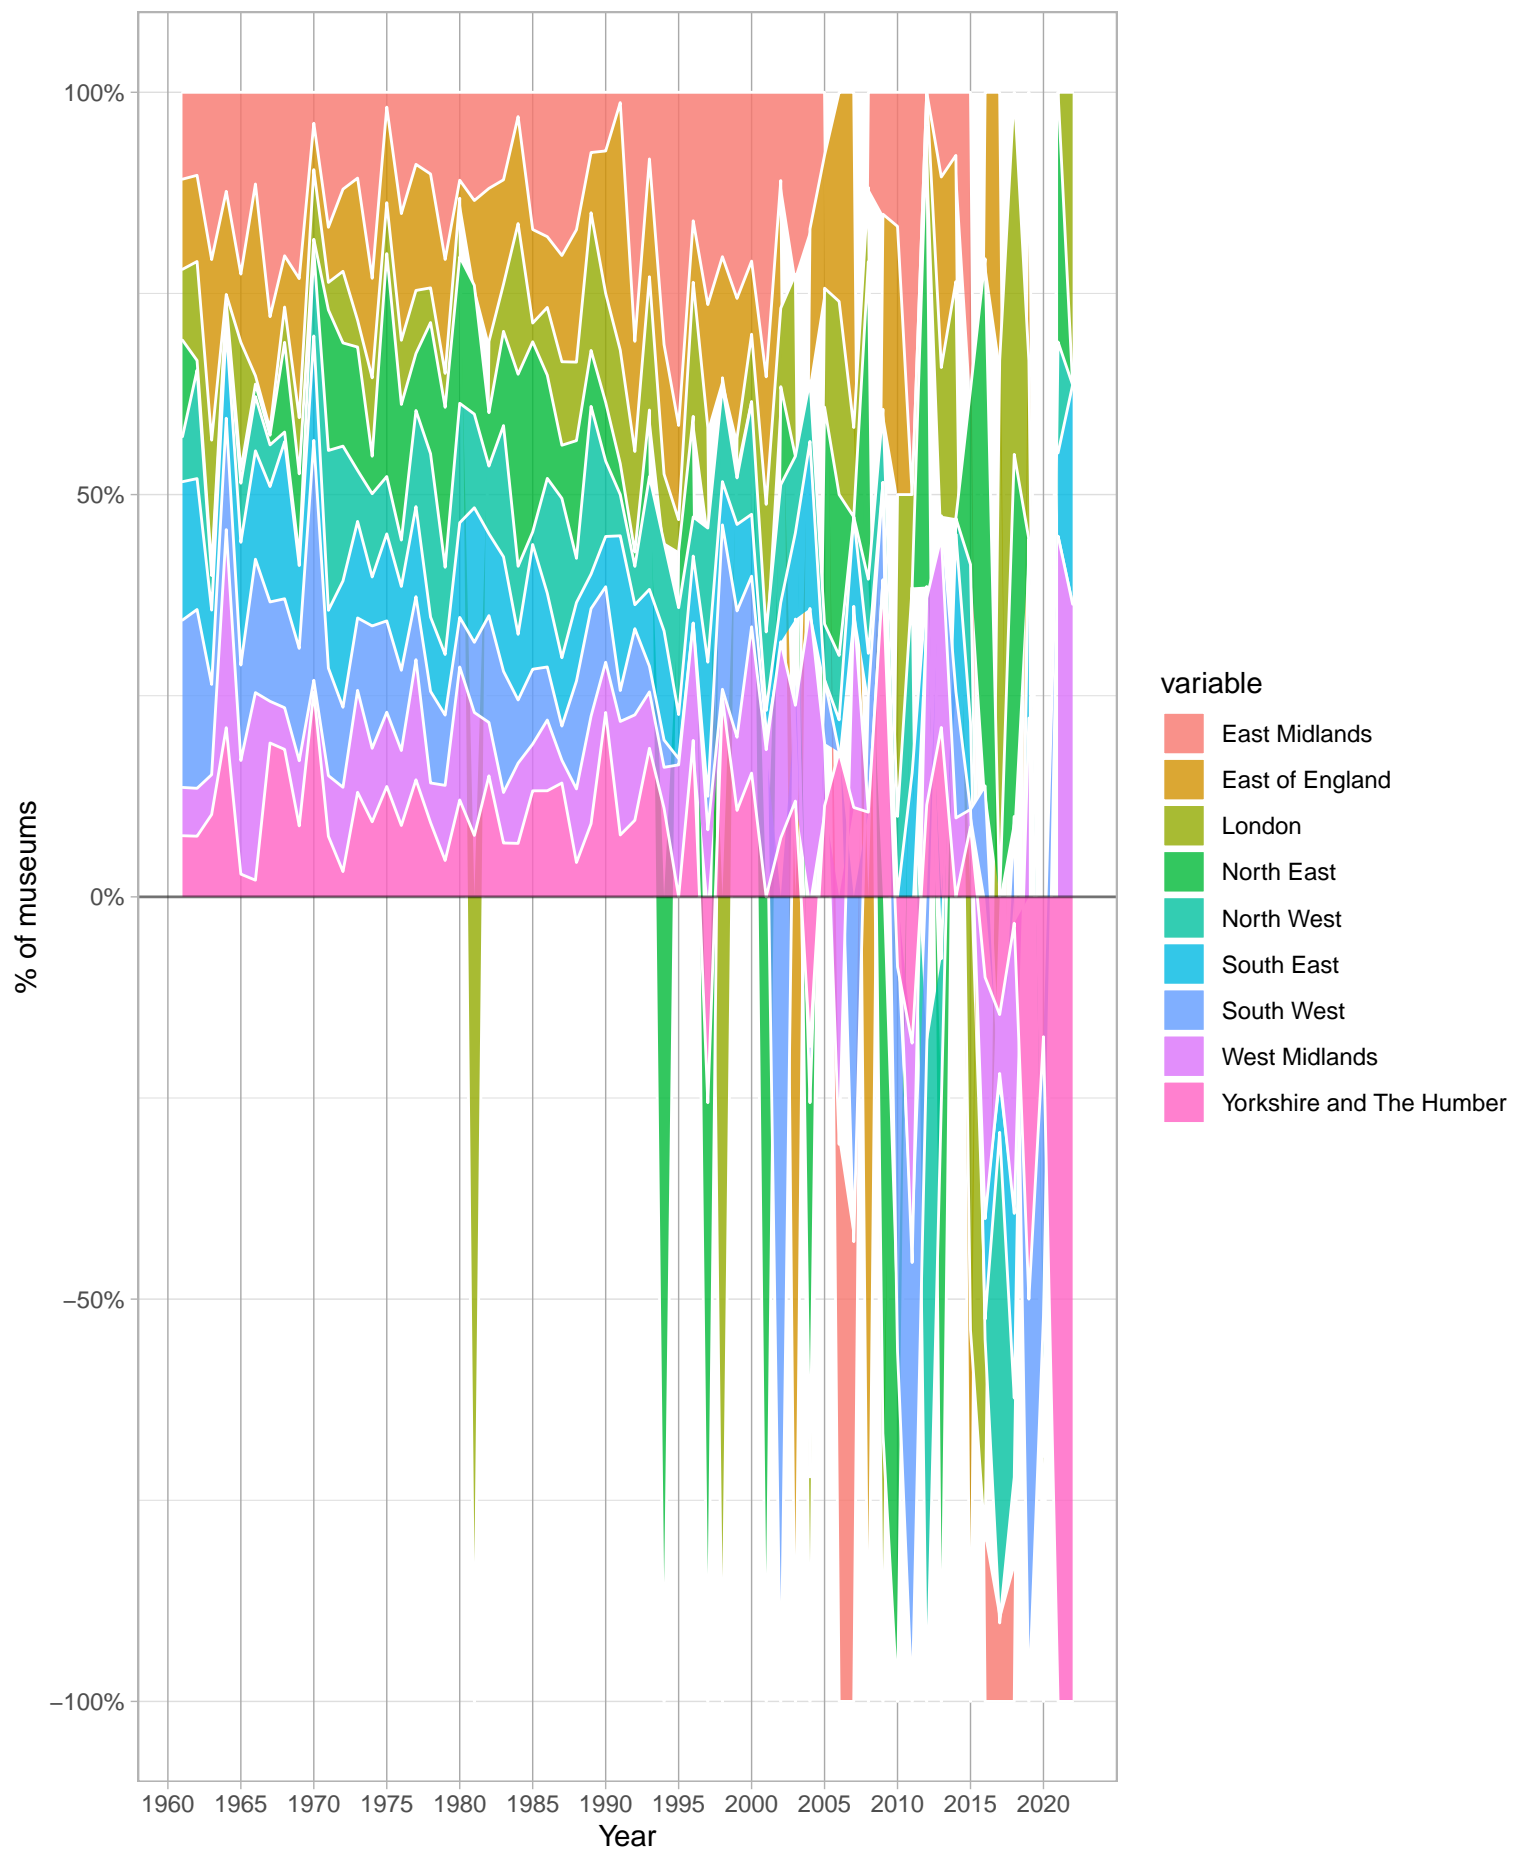 100%
50%
0%
−50%
−100%
% of museums
1960 1965 1970 1975 1980 1985 1990 1995 2000 2005 2010 2015 2020
Year
variable
East Midlands
East of England
London
North East
North West
South East
South West
West Midlands
Yorkshire and The Humber